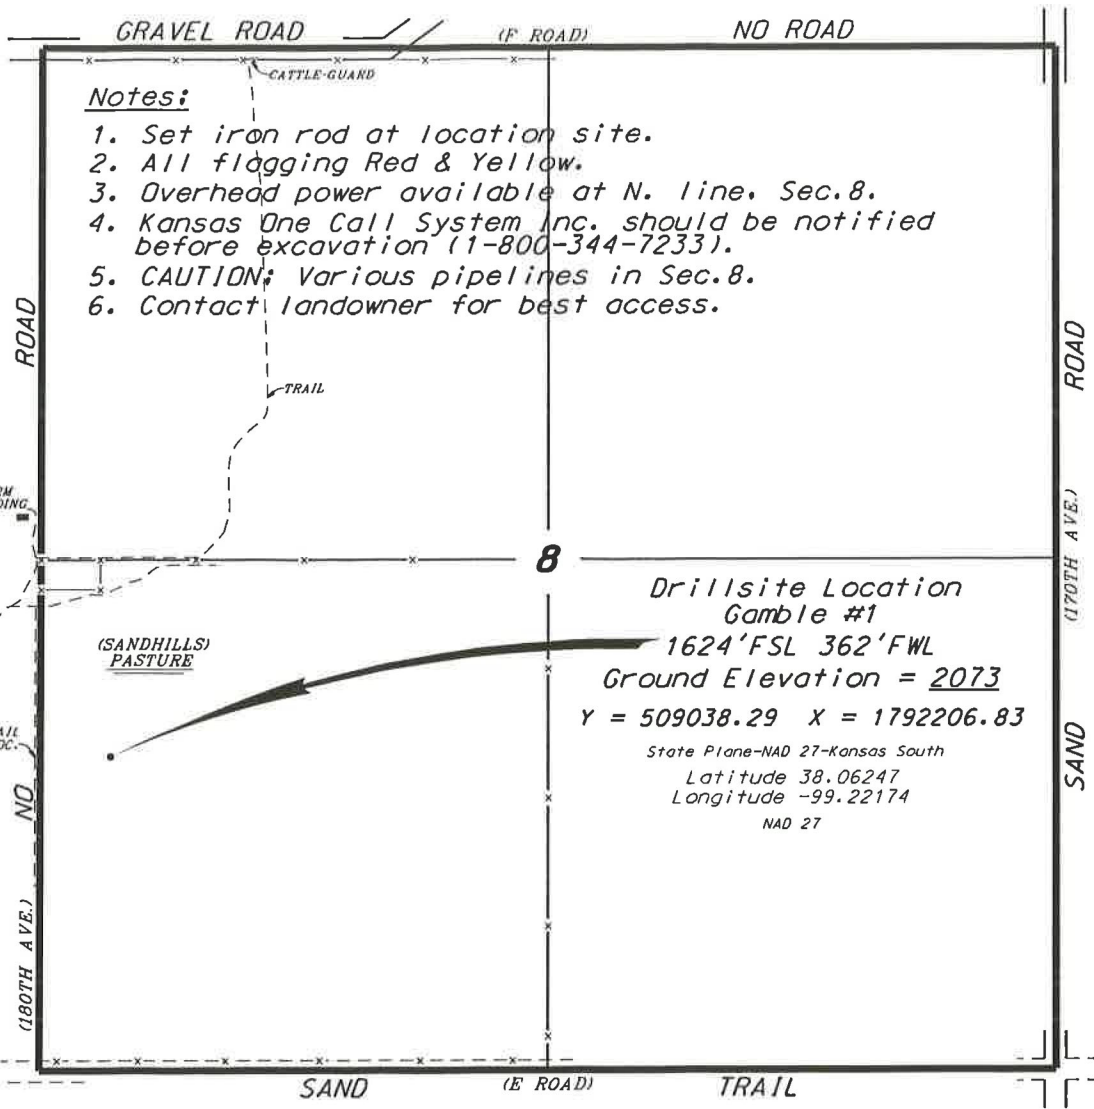 GRAVEL ROAD
(F ROAD)
NO ROAD
CATTLE-GUARD
Notes:
1. Set iron rod at location site.
2. All flagging Red & Yellow.
3. Overhead power available at N. line. Sec.8.
4. Kansas One Call System Inc. should be notified
before excavation (1-800-344-7233).
5. CAUTION: Various pipelines in Sec.8.
6. Contact landowner for best access.
ROAD
ROAD
TRAIL
(170TH AVE.)
8
Drillsite Location
Gamble #1
1624'FSL 362'FWL
Ground Elevation = 2073
Y = 509038.29 X = 1792206.83
State Plane-NAD 27-Kansas South
Latitude 38.06247
Longitude -99.22174
NAD 27
(SANDHILLS)
PASTURE
NO
SAND
(180TH AVE.)
SAND
(E ROAD)
TRAIL